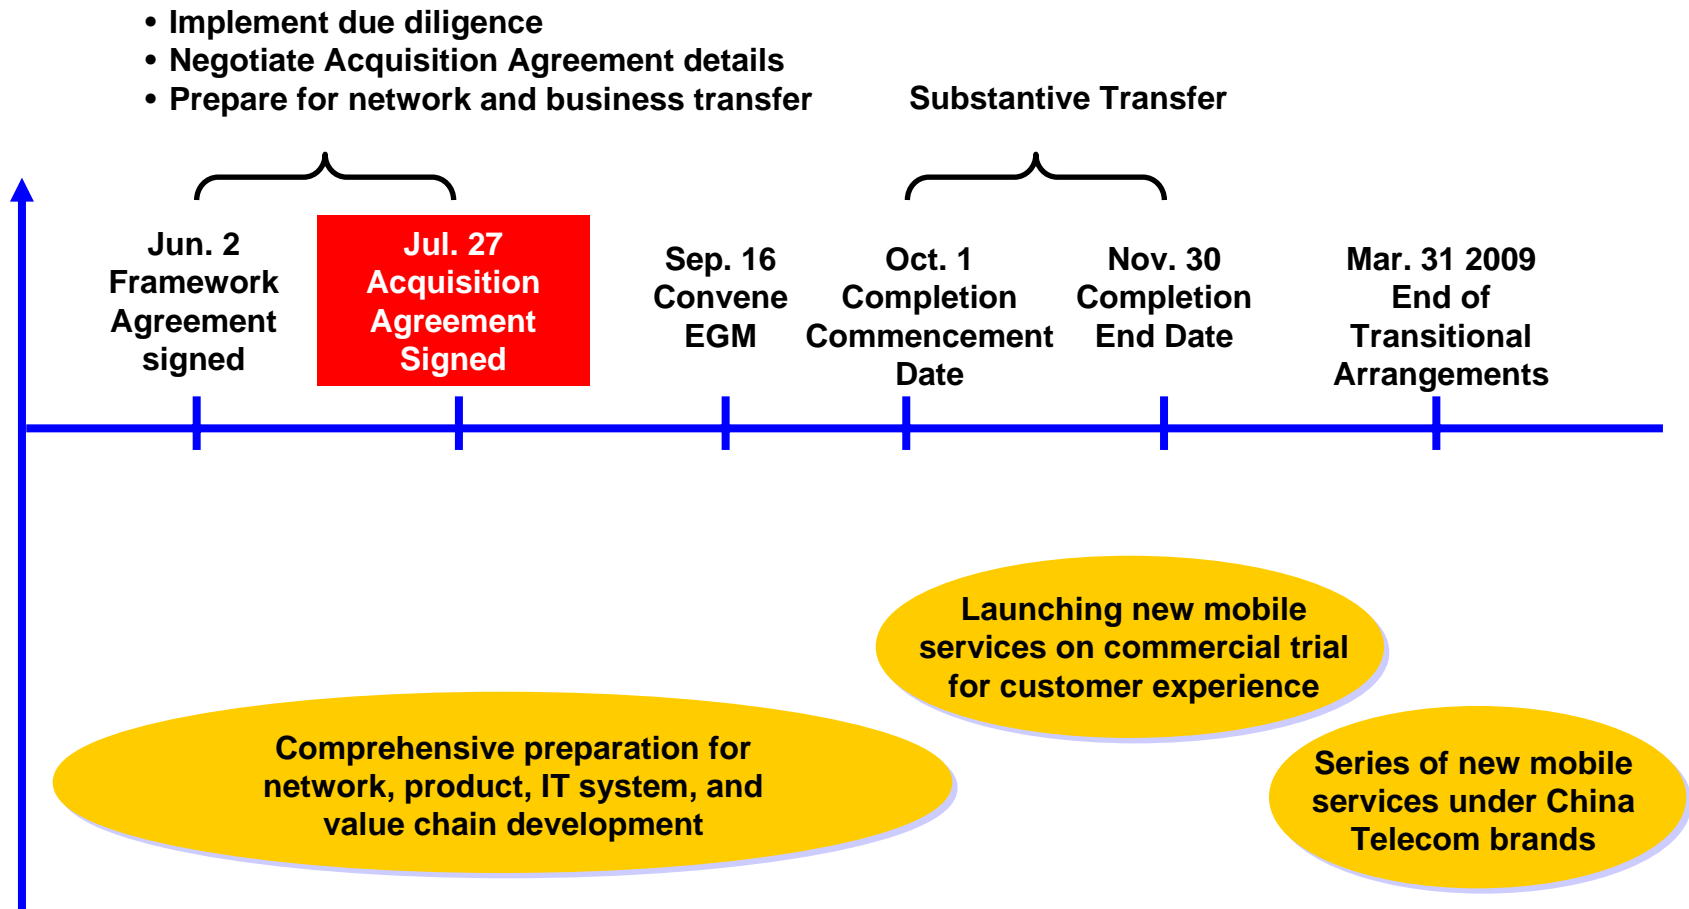 • Implement due diligence
• Negotiate Acquisition Agreement details
• Prepare for network and business transfer
Substantive Transfer
Jun. 2
Framework
Agreement
signed
Jul. 27
Acquisition
Agreement
Signed
Sep. 16
Convene
EGM
Oct. 1
Completion
Commencement
Date
Nov. 30
Completion
End Date
Mar. 31 2009
End of
Transitional
Arrangements
Launching new mobile
services on commercial trial
for customer experience
Comprehensive preparation for
network, product, IT system, and
value chain development
Series of new mobile
services under China
Telecom brands